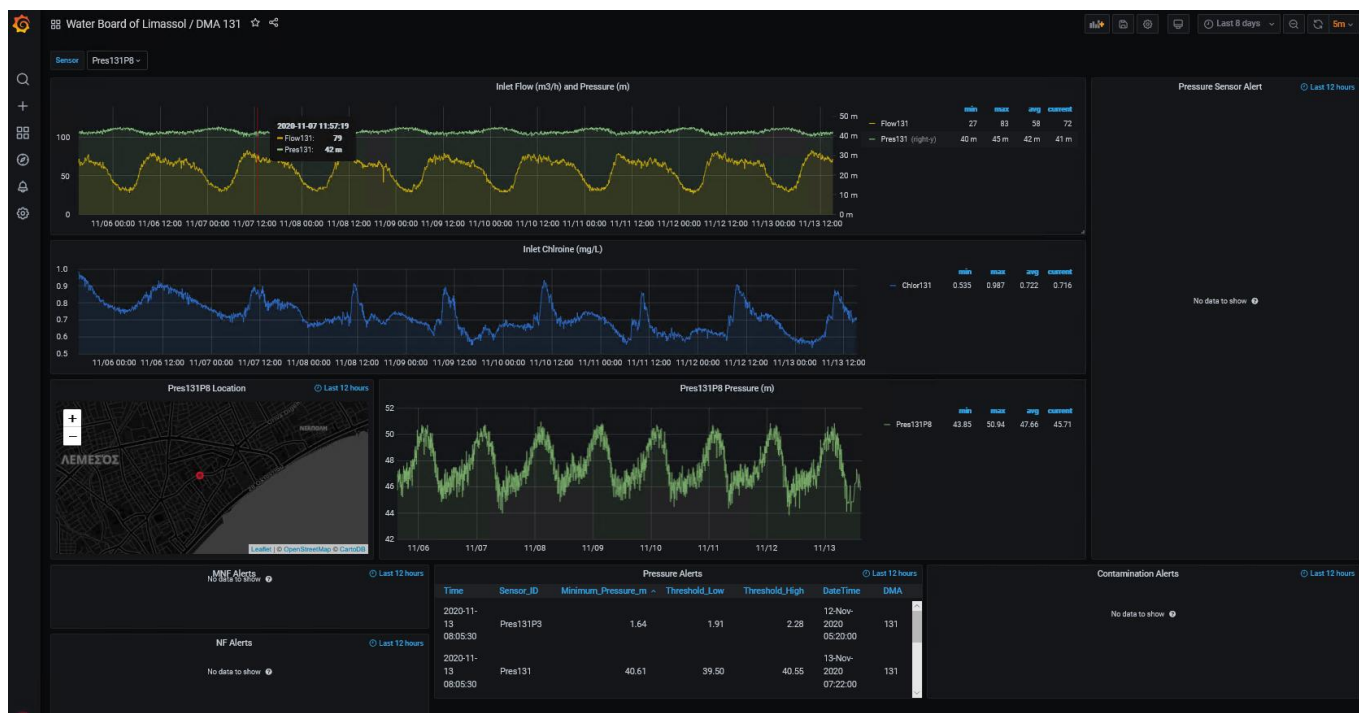 Water Board of Limassol / DMA 131
Last 8 days
5m
Sensor Pres131P8
Inlet Flow (m3/h) and Pressure (m)
100
50
0
50 m
40 m
30 m
20 m
10 m
0 m
2020-11-07 11:57:19
Flow131: 79
Pres131: 42 m
11/06 00:00 11/06 12:00 11/07 00:00 11/07 12:00 11/08 00:00 11/08 12:00 11/09 00:00 11/09 12:00 11/10 00:00 11/10 12:00 11/11 00:00 11/11 12:00 11/12 00:00 11/12 12:00 11/13 00:00 11/13 12:00
min max avg current
Flow131 27 83 58 72
Pres131 (right-y) 40 m 45 m 42 m 41 m
Pressure Sensor Alert Last 12 hours
No data to show
Inlet Chlroine (mg/L)
1.0
0.9
0.8
0.7
0.6
0.5
11/06 00:00 11/06 12:00 11/07 00:00 11/07 12:00 11/08 00:00 11/08 12:00 11/09 00:00 11/09 12:00 11/10 00:00 11/10 12:00 11/11 00:00 11/11 12:00 11/12 00:00 11/12 12:00 11/13 00:00 11/13 12:00
min max avg current
Chlor131 0.535 0.987 0.722 0.716
Pres131P8 Location Last 12 hours
+
−
ΛΕΜΕΣΟΣ
Leaflet | © OpenStreetMap © CartoDB
Pres131P8 Pressure (m)
52
50
48
46
44
42
11/06 11/07 11/08 11/09 11/10 11/11 11/12 11/13
min max avg current
Pres131P8 43.85 50.94 47.66 45.71
MNF Alerts Last 12 hours
No data to show
NF Alerts Last 12 hours
No data to show
Pressure Alerts Last 12 hours
Time Sensor_ID Minimum_Pressure_m Threshold_Low Threshold_High DateTime DMA
2020-11-
13
08:05:30
Pres131P3 1.64 1.91 2.28
12-Nov-
2020
05:20:00
131
2020-11-
13
08:05:30
Pres131 40.61 39.50 40.55
13-Nov-
2020
07:22:00
131
Contamination Alerts Last 12 hours
No data to show